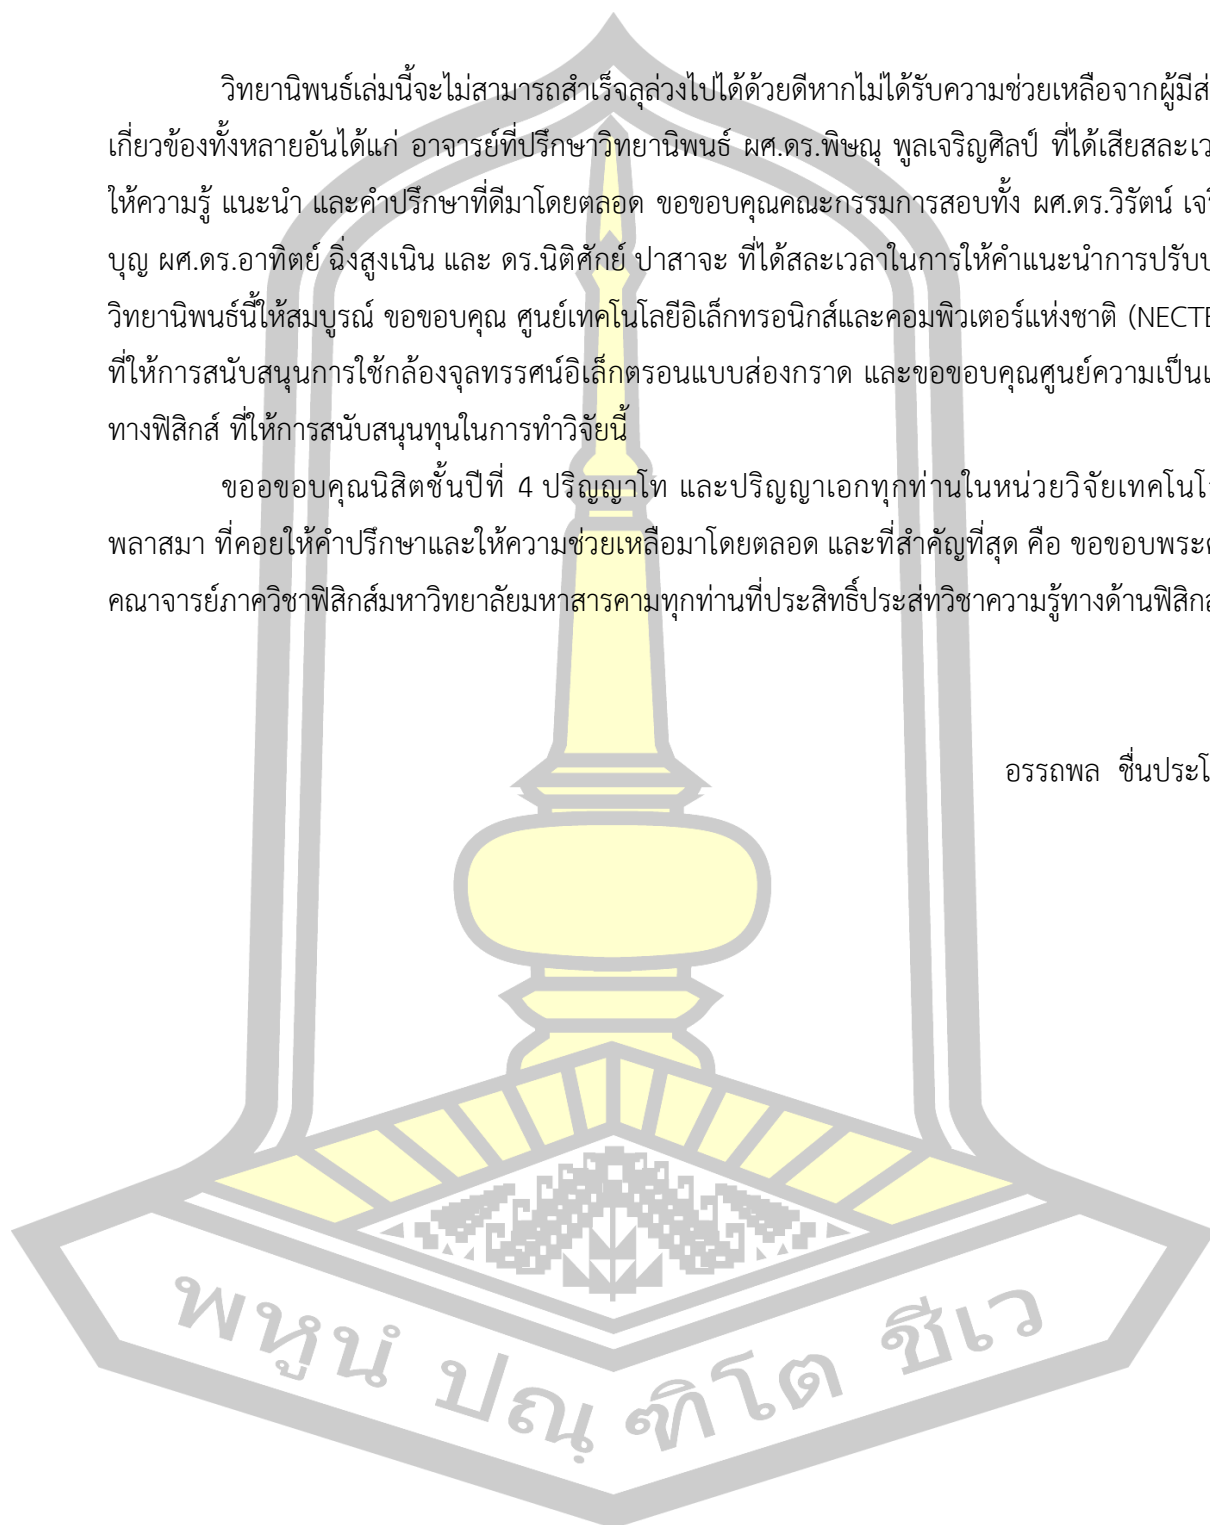 วิทยานิพนธ์เล่มนี้จะไม่สามารถสำเร็จลุล่วงไปได้ด้วยดีหากไม่ได้รับความช่วยเหลือจากผู้มี
เกี่ยวข้องทั้งหลายอันได้แก่ อาจารย์ที่ปรึกษาวิทยานิพนธ์ ผศ.ดร.พิษณุ พูลเจริญศิลป์ ที่ได้เสียสละ
ให้ความรู้ แนะนำ และคำปรึกษาที่ดีมาโดยตลอด ขอขอบคุณคณะกรรมการสอบทั้ง ผศ.ดร.วิรัตน์
บุญ ผศ.ดร.อาทิตย์ ฉิ่งสูงเนิน และ ดร.นิติศักย์ ปาสาจะ ที่ได้สละเวลาในการให้คำแนะนำการ
วิทยานิพนธ์นี้ให้สมบูรณ์ ขอขอบคุณ ศูนย์เทคโนโลยีอิเล็กทรอนิกส์และคอมพิวเตอร์แห่งชาติ
ที่ให้การสนับสนุนการใช้กล้องจุลทรรศน์อิเล็กตรอนแบบส่องกราด และขอขอบคุณศูนย์ความเป็น
ทางฟิสิกส์ ที่ให้การสนับสนุนทุนในการทำวิจัยนี้
ขออขอบคุณนิสิตชั้นปีที่ 4 ปริญญาโท และปริญญาเอกทุกท่านในหน่วยวิจัย
พลาสมา ที่คอยให้คำปรึกษาและให้ความช่วยเหลือมาโดยตลอด และที่สำคัญที่สุด คือ ขอขอบ
คณาจารย์ภาควิชาฟิสิกส์มหาวิทยาลัยมหาสารคามทุกท่านที่ประสิทธิ์ประส่ทวิชาความรู้ทางด้าน
อรรถพล
พหูนํ ปณฺฑิโต ชีเว